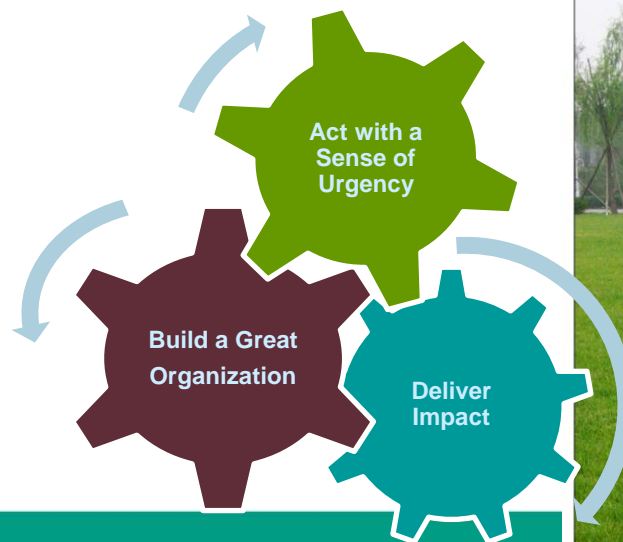 Act with a
Sense of
Urgency
Build a Great
Organization
Deliver
Impact